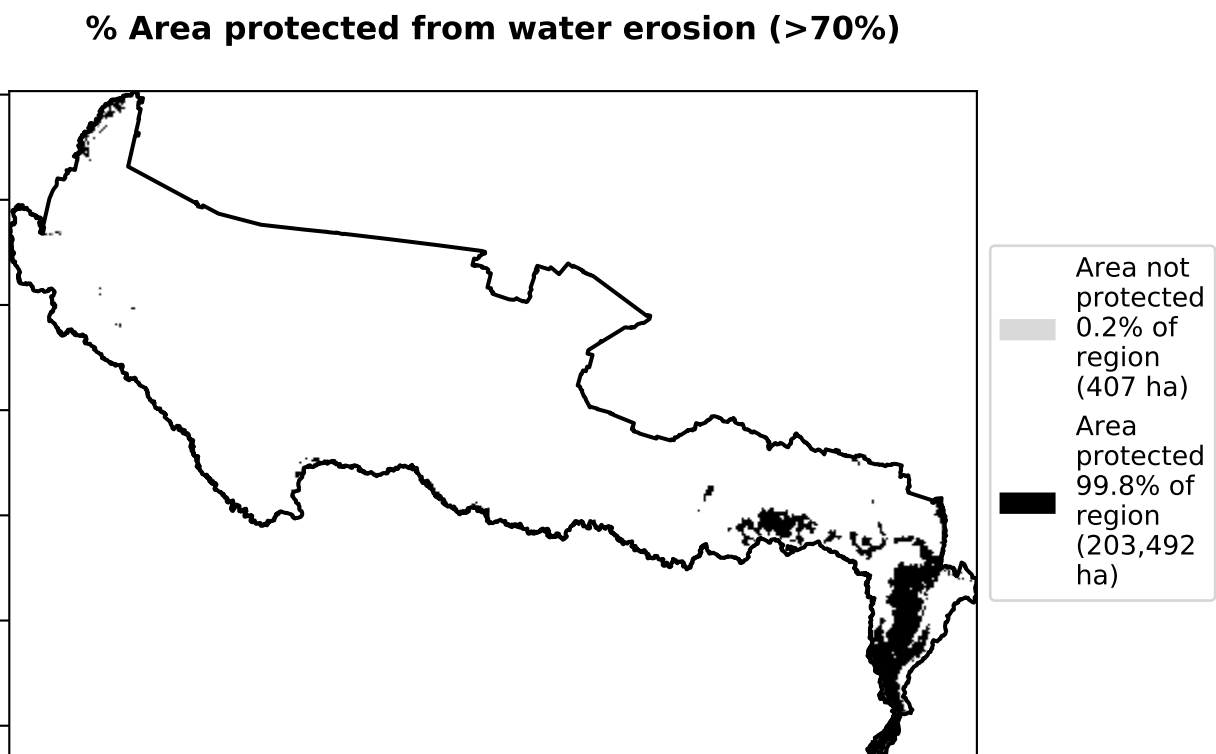 % Area protected from water erosion (>70%)
Area not
protected
0.2% of
region
(407 ha)
Area
protected
99.8% of
region
(203,492
ha)